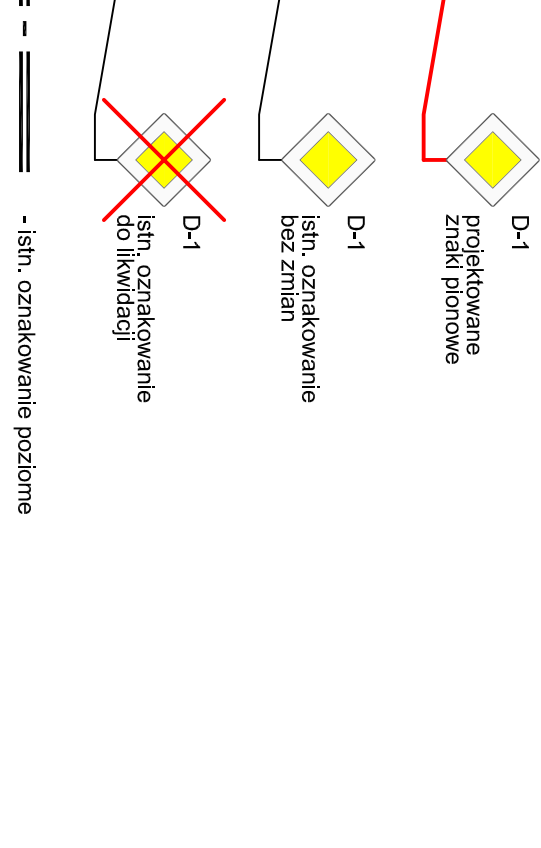 D-1
projektowane
znaki pionowe
D-1
istn. oznakowanie
bez zmian
D-1
istn. oznakowanie
do likwidacji
- istn. oznakowanie poziome